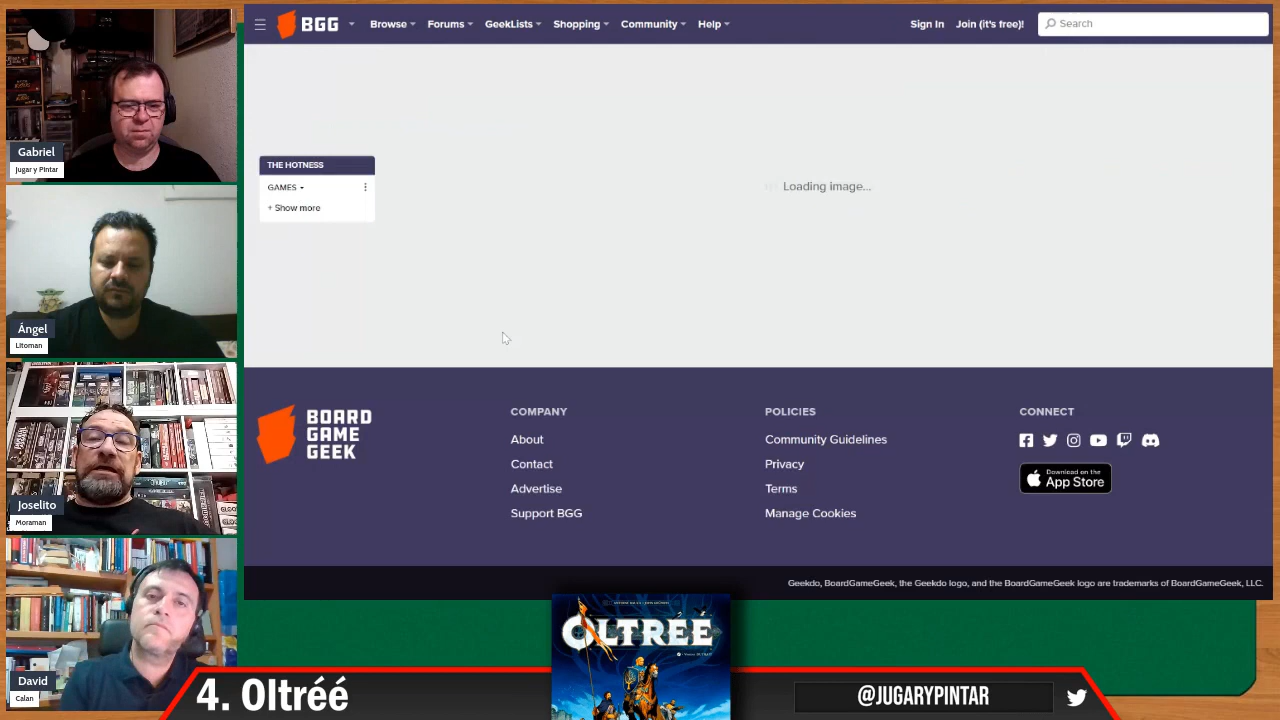 BGG
Browse
Forums
GeekLists
Shopping
Community
Help
Sign In
Join (it's free)!
Search
THE HOTNESS
GAMES
+ Show more
Loading image...
BOARD
GAME
GEEK
COMPANY
About
Contact
Advertise
Support BGG
POLICIES
Community Guidelines
Privacy
Terms
Manage Cookies
CONNECT
Download on the
App Store
Geekdo, BoardGameGeek, the Geekdo logo, and the BoardGameGeek logo are trademarks of BoardGameGeek, LLC.
Gabriel
Jugar y Pintar
Ángel
Litoman
Joselito
Moraman
David
Calan
OLTRÉÉ
4. Oltréé
@JUGARYPINTAR